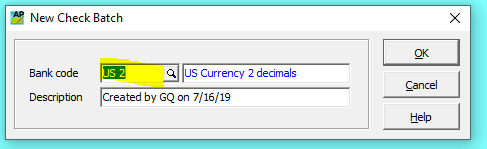 AP
New Check Batch
Bank code US 2 US Currency 2 decimals
Description Created by GQ on 7/16/19
OK
Cancel
Help